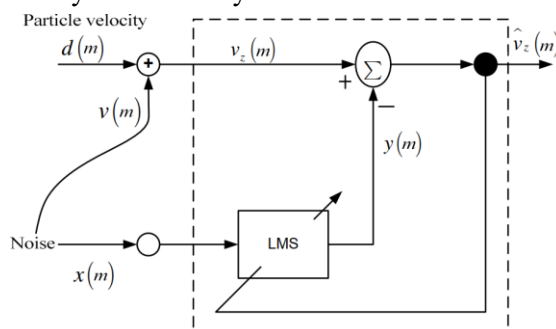 Particle velocity
d(m)
+
v_z(m)
+
Σ
v̂_z(m)
−
v(m)
y(m)
Noise
x(m)
LMS